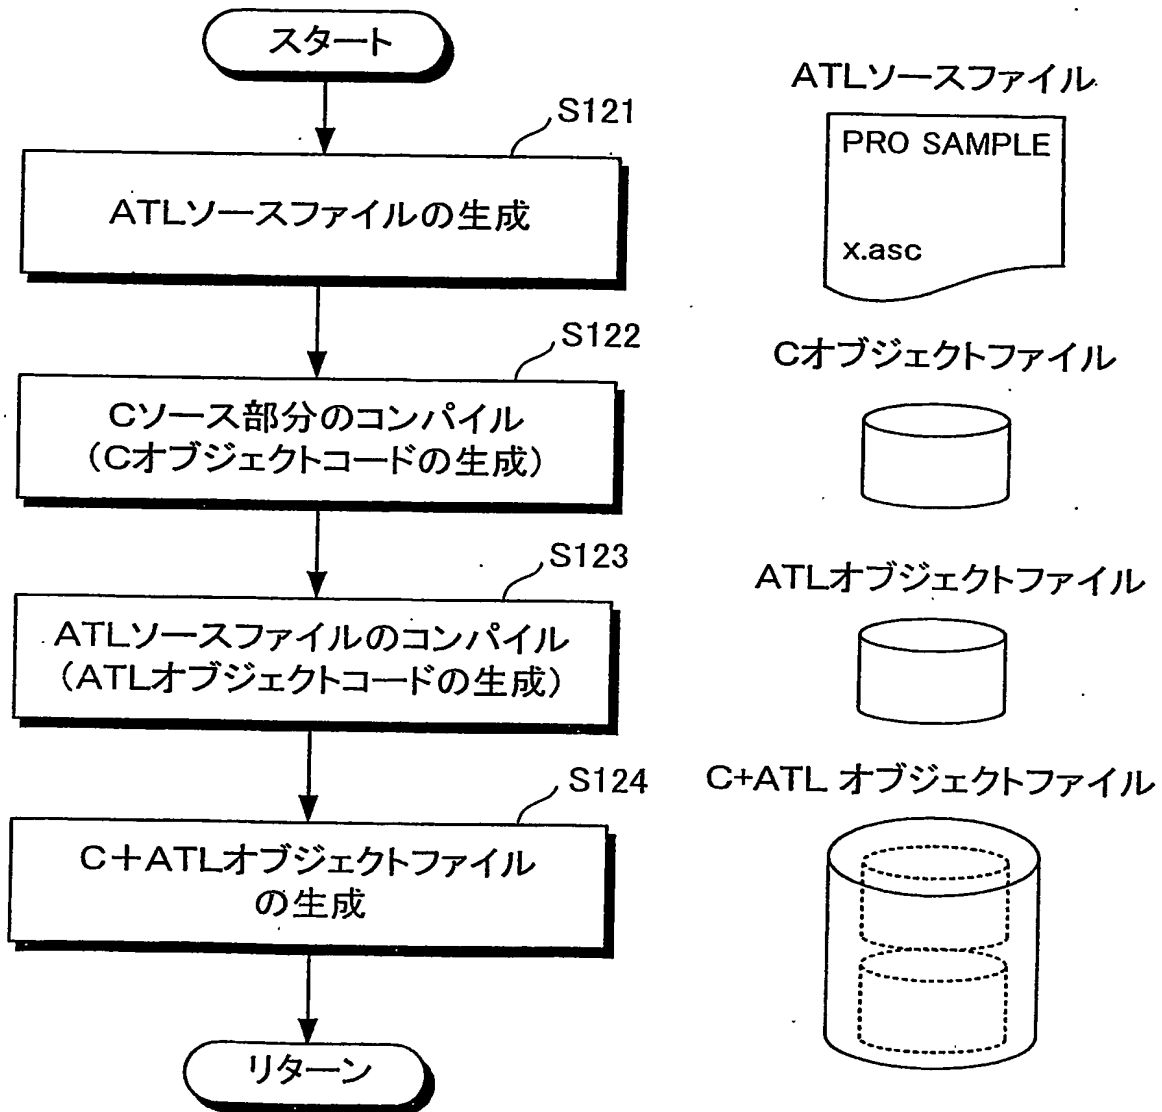 スタート
S121
ATLソースファイルの生成
S122
Cソース部分のコンパイル
(Cオブジェクトコードの生成)
S123
ATLソースファイルのコンパイル
(ATLオブジェクトコードの生成)
S124
C+ATLオブジェクトファイル
の生成
リターン
ATLソースファイル
PRO SAMPLE
x.asc
Cオブジェクトファイル
ATLオブジェクトファイル
C+ATL オブジェクトファイル